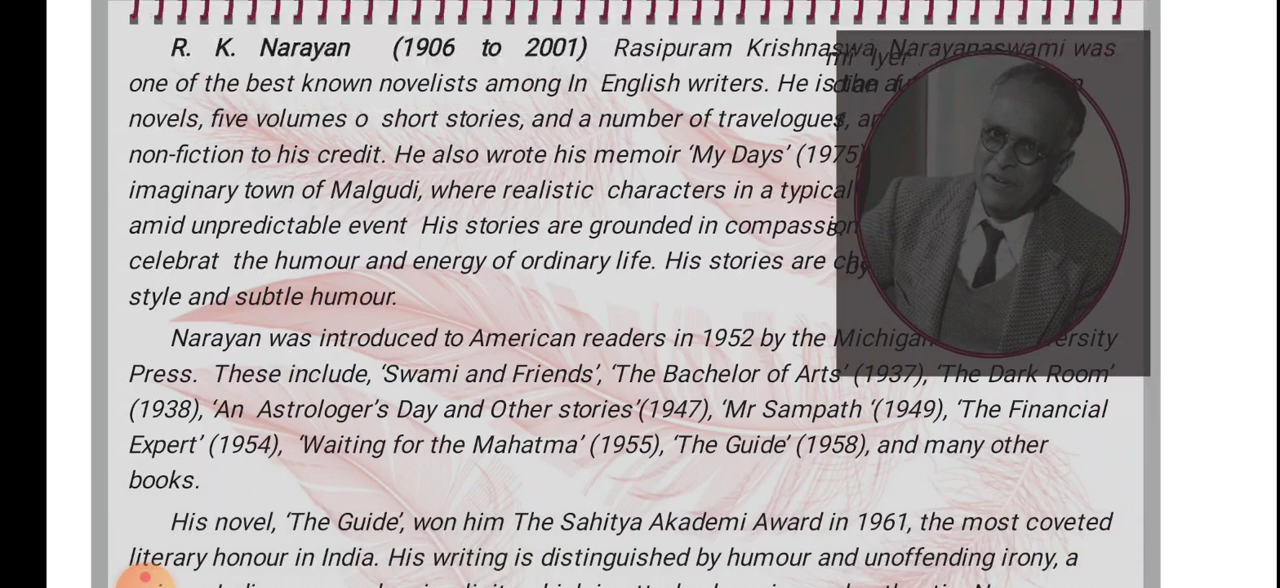 R. K. Narayan (1906 to 2001) Rasipuram Krishnaswa Narayanaswami was
mi Iyer
one of the best known novelists among In English writers. He is the a
dian
novels, five volumes o short stories, and a number of travelogues, an
non-fiction to his credit. He also wrote his memoir ‘My Days’ (1975)
imaginary town of Malgudi, where realistic characters in a typical
amid unpredictable event His stories are grounded in compassion
celebrat the humour and energy of ordinary life. His stories are
by
style and subtle humour.
Narayan was introduced to American readers in 1952 by the Michigan ersity
Press. These include, ‘Swami and Friends’, ‘The Bachelor of Arts’ (1937), ‘The Dark Room’
(1938), ‘An Astrologer’s Day and Other stories’(1947), ‘Mr Sampath ‘(1949), ‘The Financial
Expert’ (1954), ‘Waiting for the Mahatma’ (1955), ‘The Guide’ (1958), and many other
books.
His novel, ‘The Guide’, won him The Sahitya Akademi Award in 1961, the most coveted
literary honour in India. His writing is distinguished by humour and unoffending irony, a